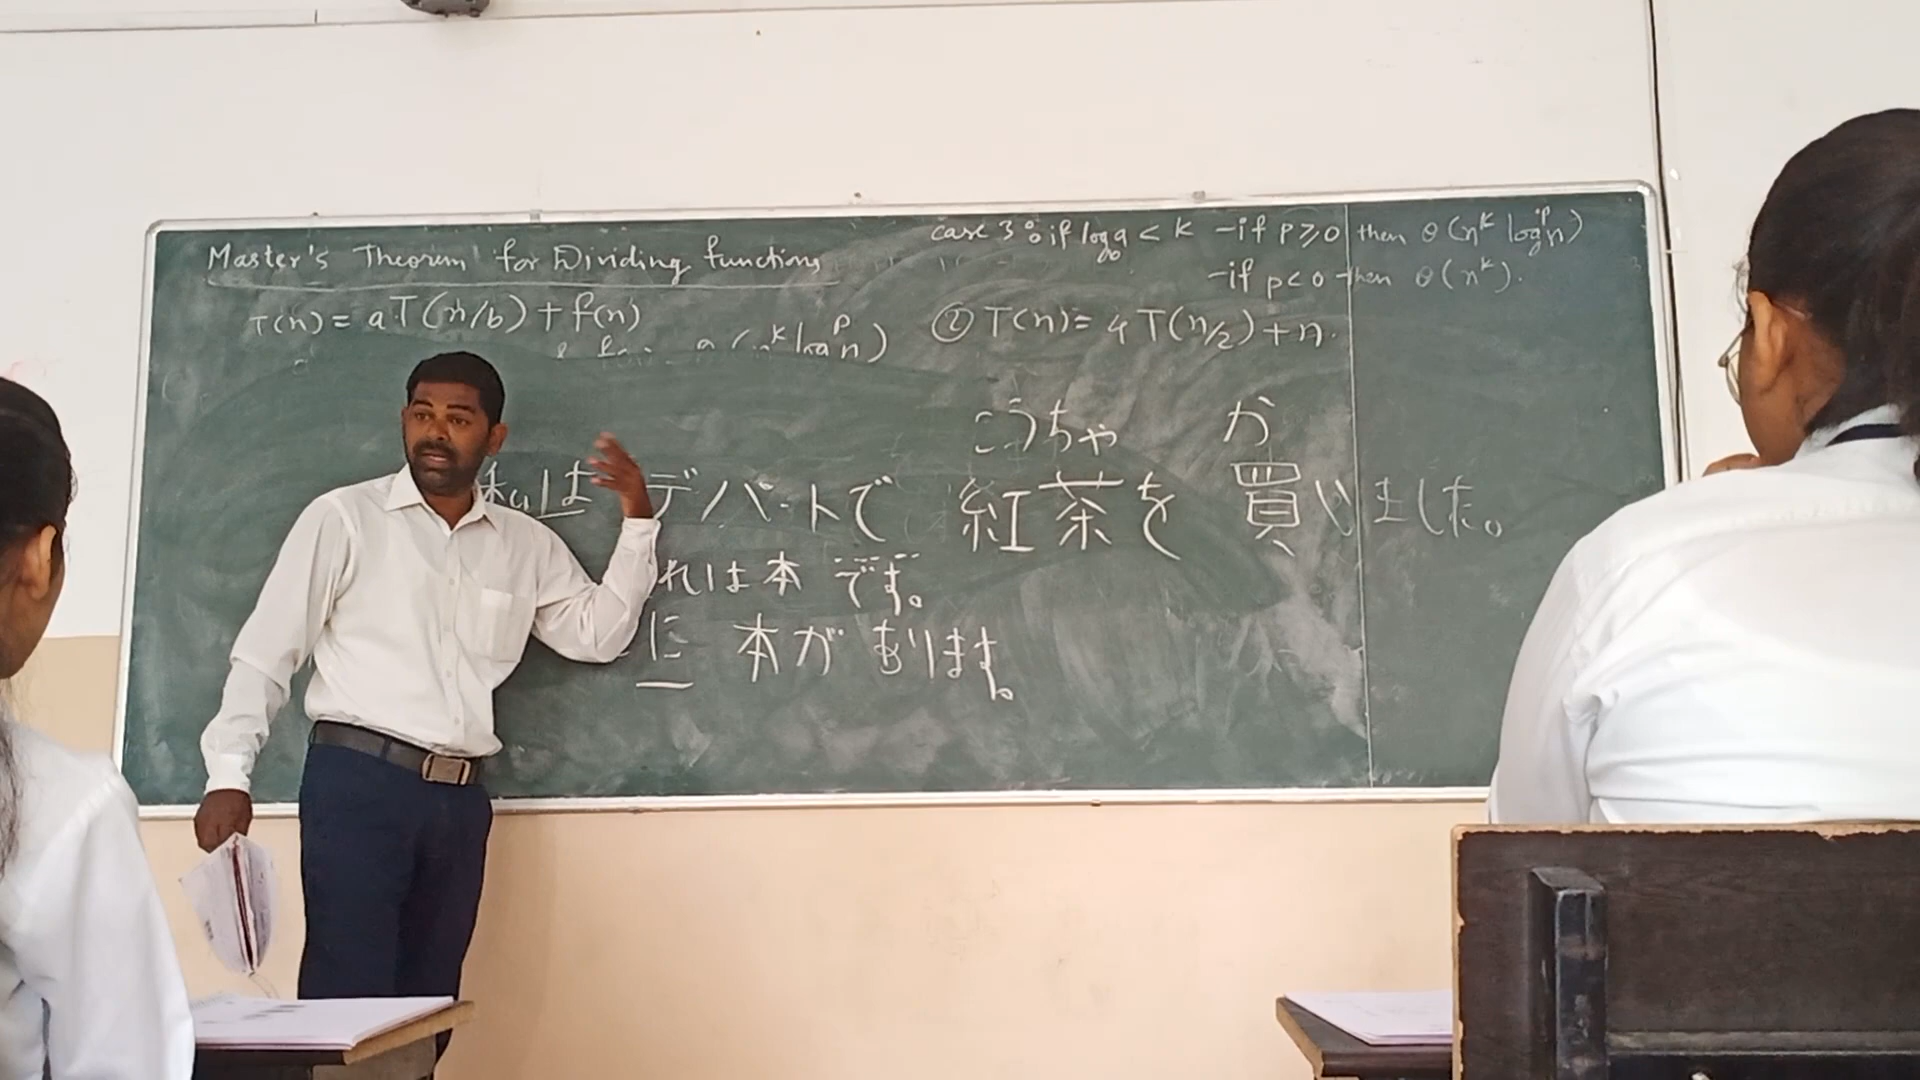 Master's Theorem for Dividing functions
T(n) = aT(n/b) + f(n)
(n^k log^p n)
case 3: if log_b a < k - if p ≥ 0 then θ(n^k log^p n)
- if p < 0 then θ(n^k).
② T(n) = 4T(n/2) + n.
こうちゃ か
私はデパートで 紅茶を 買いました。
れは本 です。
に 本が あります。